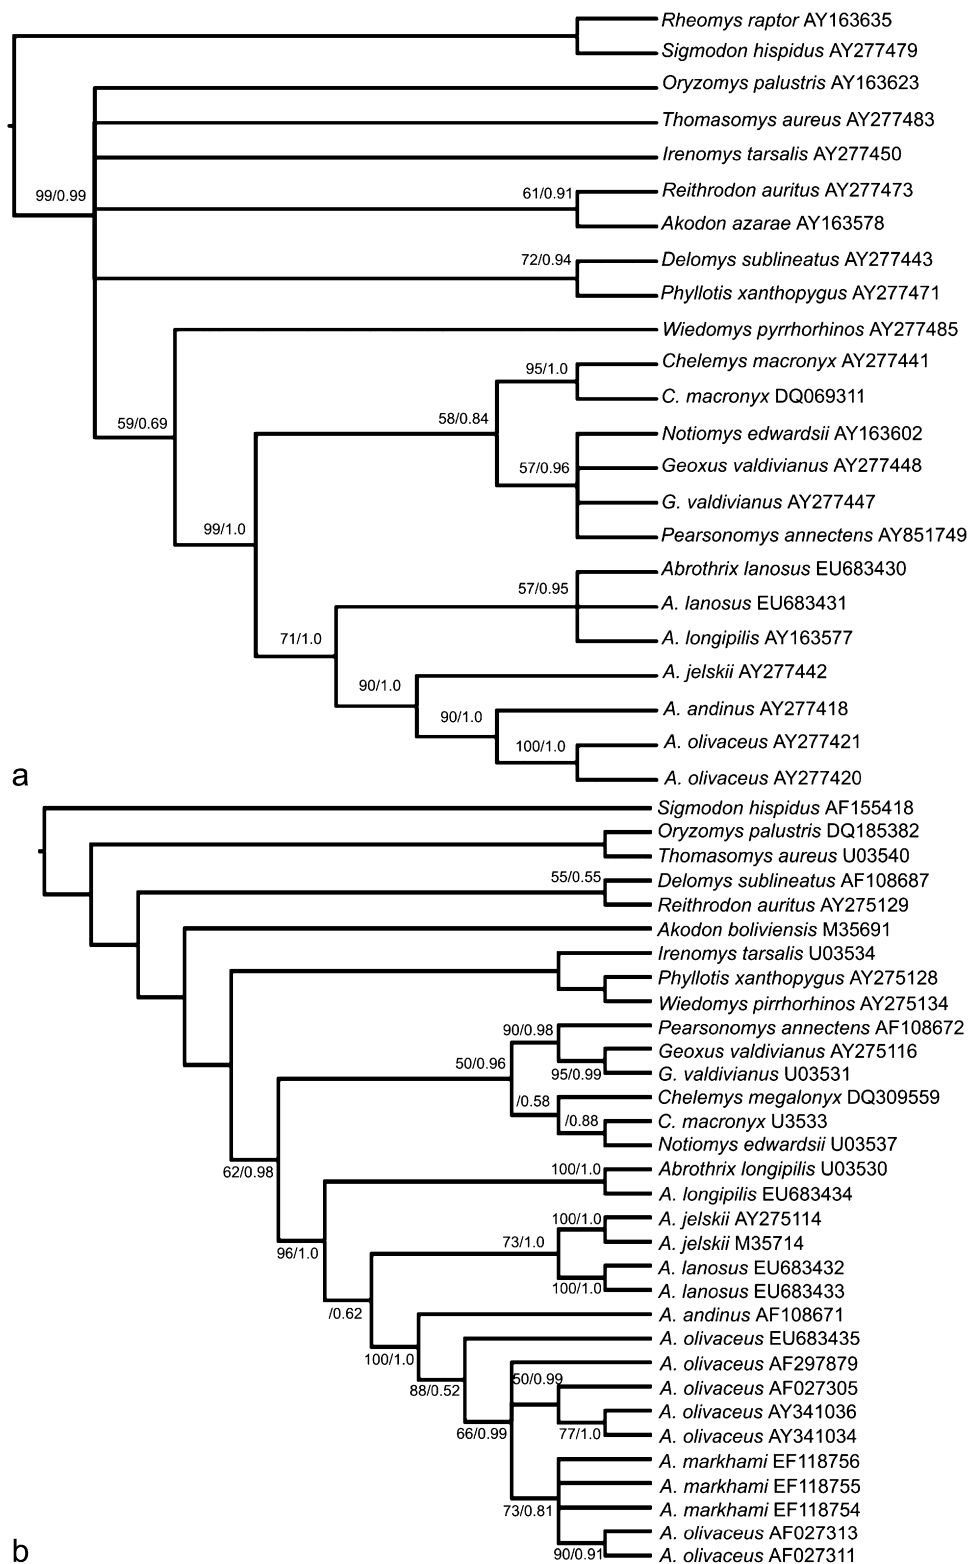 Rheomys raptor AY163635
Sigmodon hispidus AY277479
Oryzomys palustris AY163623
Thomasomys aureus AY277483
Irenomys tarsalis AY277450
99/0.99
61/0.91
Reithrodon auritus AY277473
Akodon azarae AY163578
72/0.94
Delomys sublineatus AY277443
Phyllotis xanthopygus AY277471
Wiedomys pyrrhorhinos AY277485
95/1.0
Chelemys macronyx AY277441
C. macronyx DQ069311
59/0.69
58/0.84
Notiomys edwardsii AY163602
57/0.96
Geoxus valdivianus AY277448
G. valdivianus AY277447
99/1.0
Pearsonomys annectens AY851749
Abrothrix lanosus EU683430
57/0.95
A. lanosus EU683431
71/1.0
A. longipilis AY163577
90/1.0
A. jelskii AY277442
90/1.0
A. andinus AY277418
100/1.0
A. olivaceus AY277421
A. olivaceus AY277420
a
Sigmodon hispidus AF155418
Oryzomys palustris DQ185382
Thomasomys aureus U03540
55/0.55
Delomys sublineatus AF108687
Reithrodon auritus AY275129
Akodon boliviensis M35691
Irenomys tarsalis U03534
Phyllotis xanthopygus AY275128
Wiedomys pirrhorhinos AY275134
90/0.98
Pearsonomys annectens AF108672
50/0.96
Geoxus valdivianus AY275116
95/0.99
G. valdivianus U03531
/0.58
Chelemys megalonyx DQ309559
/0.88
C. macronyx U3533
Notiomys edwardsii U03537
62/0.98
100/1.0
Abrothrix longipilis U03530
A. longipilis EU683434
100/1.0
A. jelskii AY275114
96/1.0
73/1.0
A. jelskii M35714
A. lanosus EU683432
100/1.0
A. lanosus EU683433
/0.62
A. andinus AF108671
A. olivaceus EU683435
100/1.0
A. olivaceus AF297879
50/0.99
88/0.52
A. olivaceus AF027305
A. olivaceus AY341036
66/0.99
77/1.0
A. olivaceus AY341034
A. markhami EF118756
A. markhami EF118755
73/0.81
A. markhami EF118754
A. olivaceus AF027313
90/0.91
A. olivaceus AF027311
b